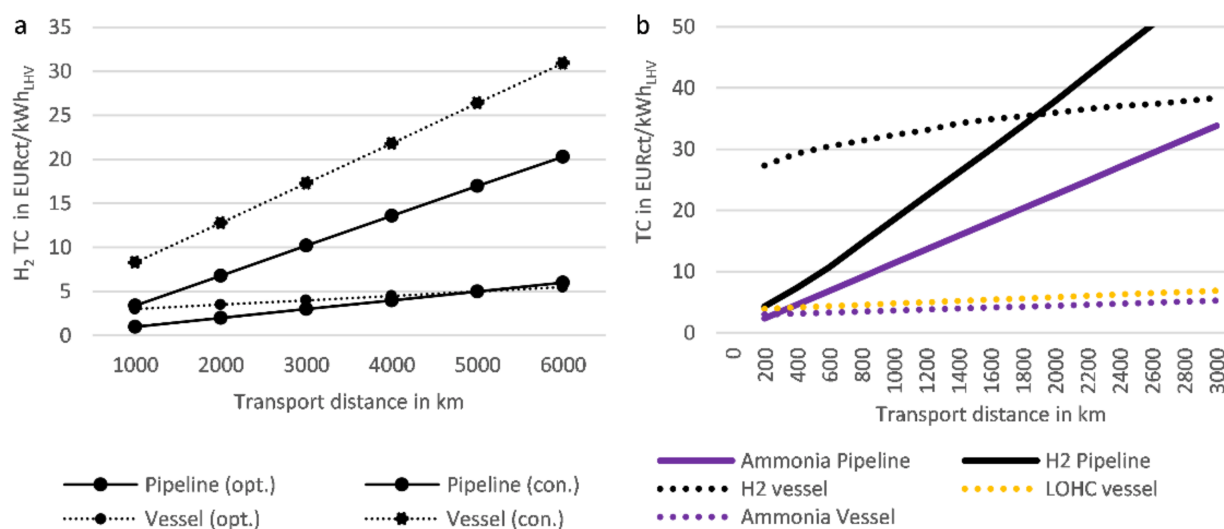 a
H₂ TC in EURct/kWh_LHV
35
30
25
20
15
10
5
0
1000 2000 3000 4000 5000 6000
Transport distance in km
Pipeline (opt.) Pipeline (con.)
Vessel (opt.) Vessel (con.)
b
TC in EURct/kWh_LHV
50
40
30
20
10
0
0 200 400 600 800 1000 1200 1400 1600 1800 2000 2200 2400 2600 2800 3000
Transport distance in km
Ammonia Pipeline H2 Pipeline
H2 vessel LOHC vessel
Ammonia Vessel